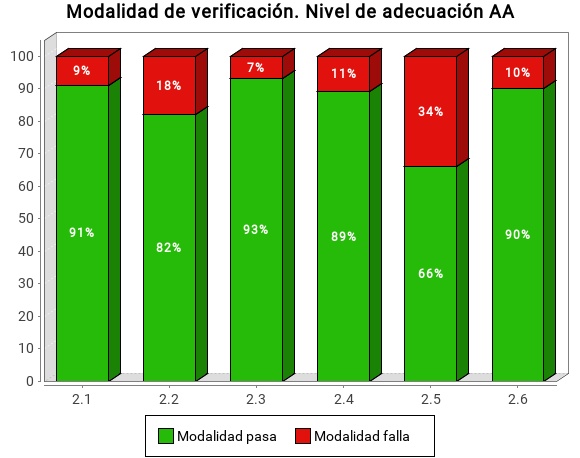 Modalidad de verificación. Nivel de adecuación AA
100
90
80
70
60
50
40
30
20
10
0
9% 18% 7% 11% 34% 10%
91% 82% 93% 89% 66% 90%
2.1 2.2 2.3 2.4 2.5 2.6
Modalidad pasa Modalidad falla